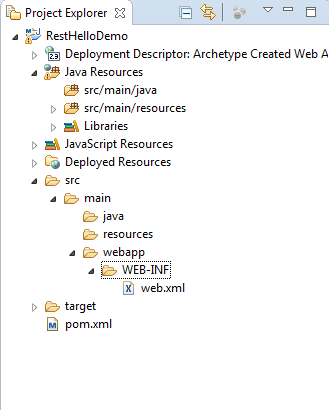 Project Explorer
RestHelloDemo
Deployment Descriptor: Archetype Created Web A
Java Resources
src/main/java
src/main/resources
Libraries
JavaScript Resources
Deployed Resources
src
main
java
resources
webapp
WEB-INF
web.xml
target
pom.xml